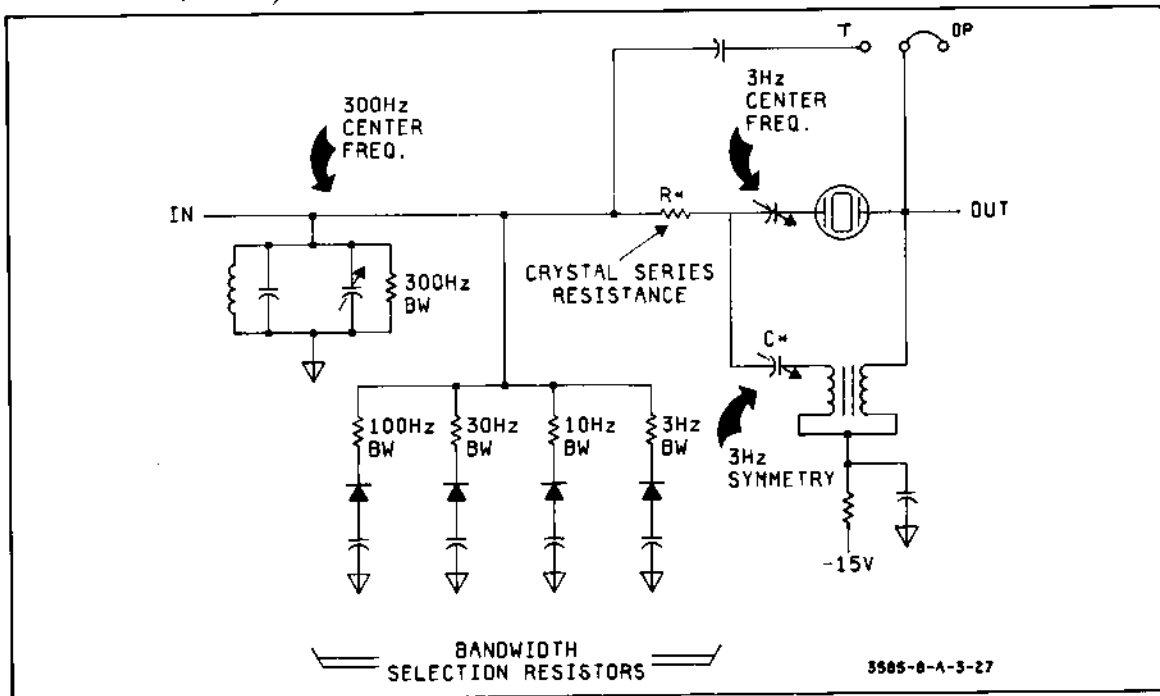 T
OP
3Hz
CENTER
FREQ.
300Hz
CENTER
FREQ.
IN
R*
OUT
300Hz
BW
CRYSTAL SERIES
RESISTANCE
C*
100Hz
BW
30Hz
BW
10Hz
BW
3Hz
BW
3Hz
SYMMETRY
-15V
BANDWIDTH
SELECTION RESISTORS
3585-8-A-3-27